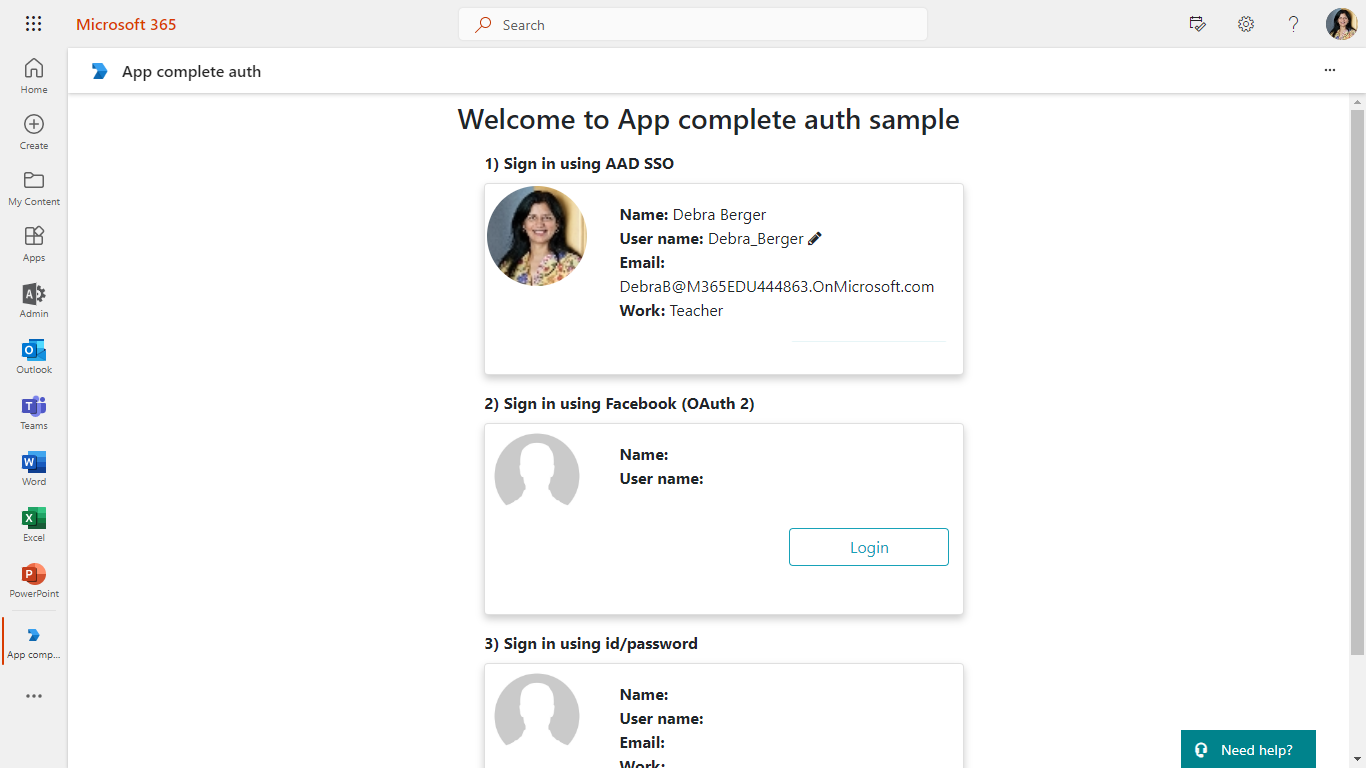 Microsoft 365
Search
Home
Create
My Content
Apps
Admin
Outlook
Teams
Word
Excel
PowerPoint
App comp...
App complete auth
Welcome to App complete auth sample
1) Sign in using AAD SSO
Name: Debra Berger
User name: Debra_Berger
Email:
DebraB@M365EDU444863.OnMicrosoft.com
Work: Teacher
2) Sign in using Facebook (OAuth 2)
Name:
User name:
Login
3) Sign in using id/password
Name:
User name:
Email:
Work:
Need help?